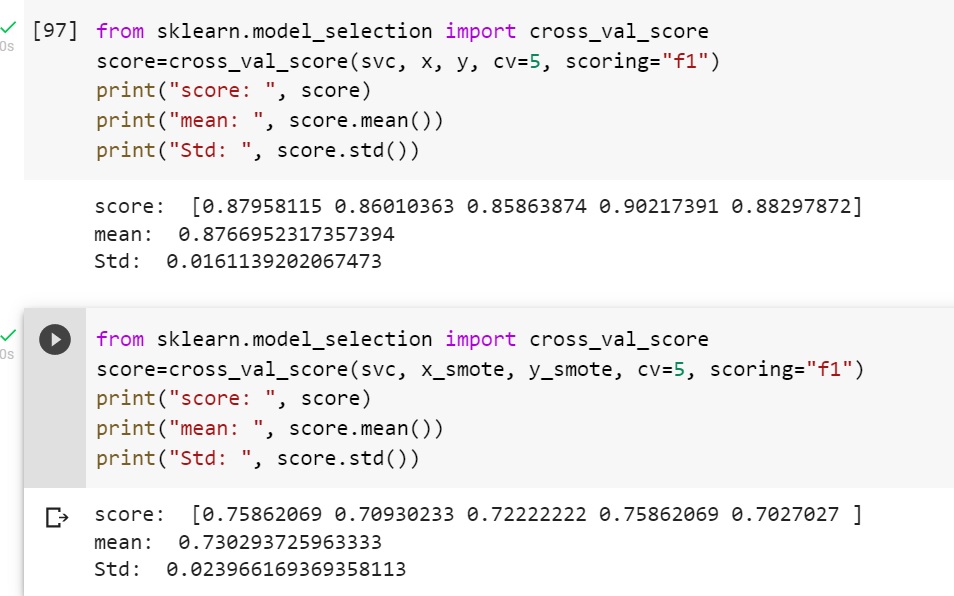 [97] from sklearn.model_selection import cross_val_score
0s
score=cross_val_score(svc, x, y, cv=5, scoring="f1")
print("score: ", score)
print("mean: ", score.mean())
print("Std: ", score.std())
score:  [0.87958115 0.86010363 0.85863874 0.90217391 0.88297872]
mean:  0.8766952317357394
Std:  0.0161139202067473
from sklearn.model_selection import cross_val_score
0s
score=cross_val_score(svc, x_smote, y_smote, cv=5, scoring="f1")
print("score: ", score)
print("mean: ", score.mean())
print("Std: ", score.std())
score:  [0.75862069 0.70930233 0.72222222 0.75862069 0.7027027 ]
mean:  0.730293725963333
Std:  0.023966169369358113